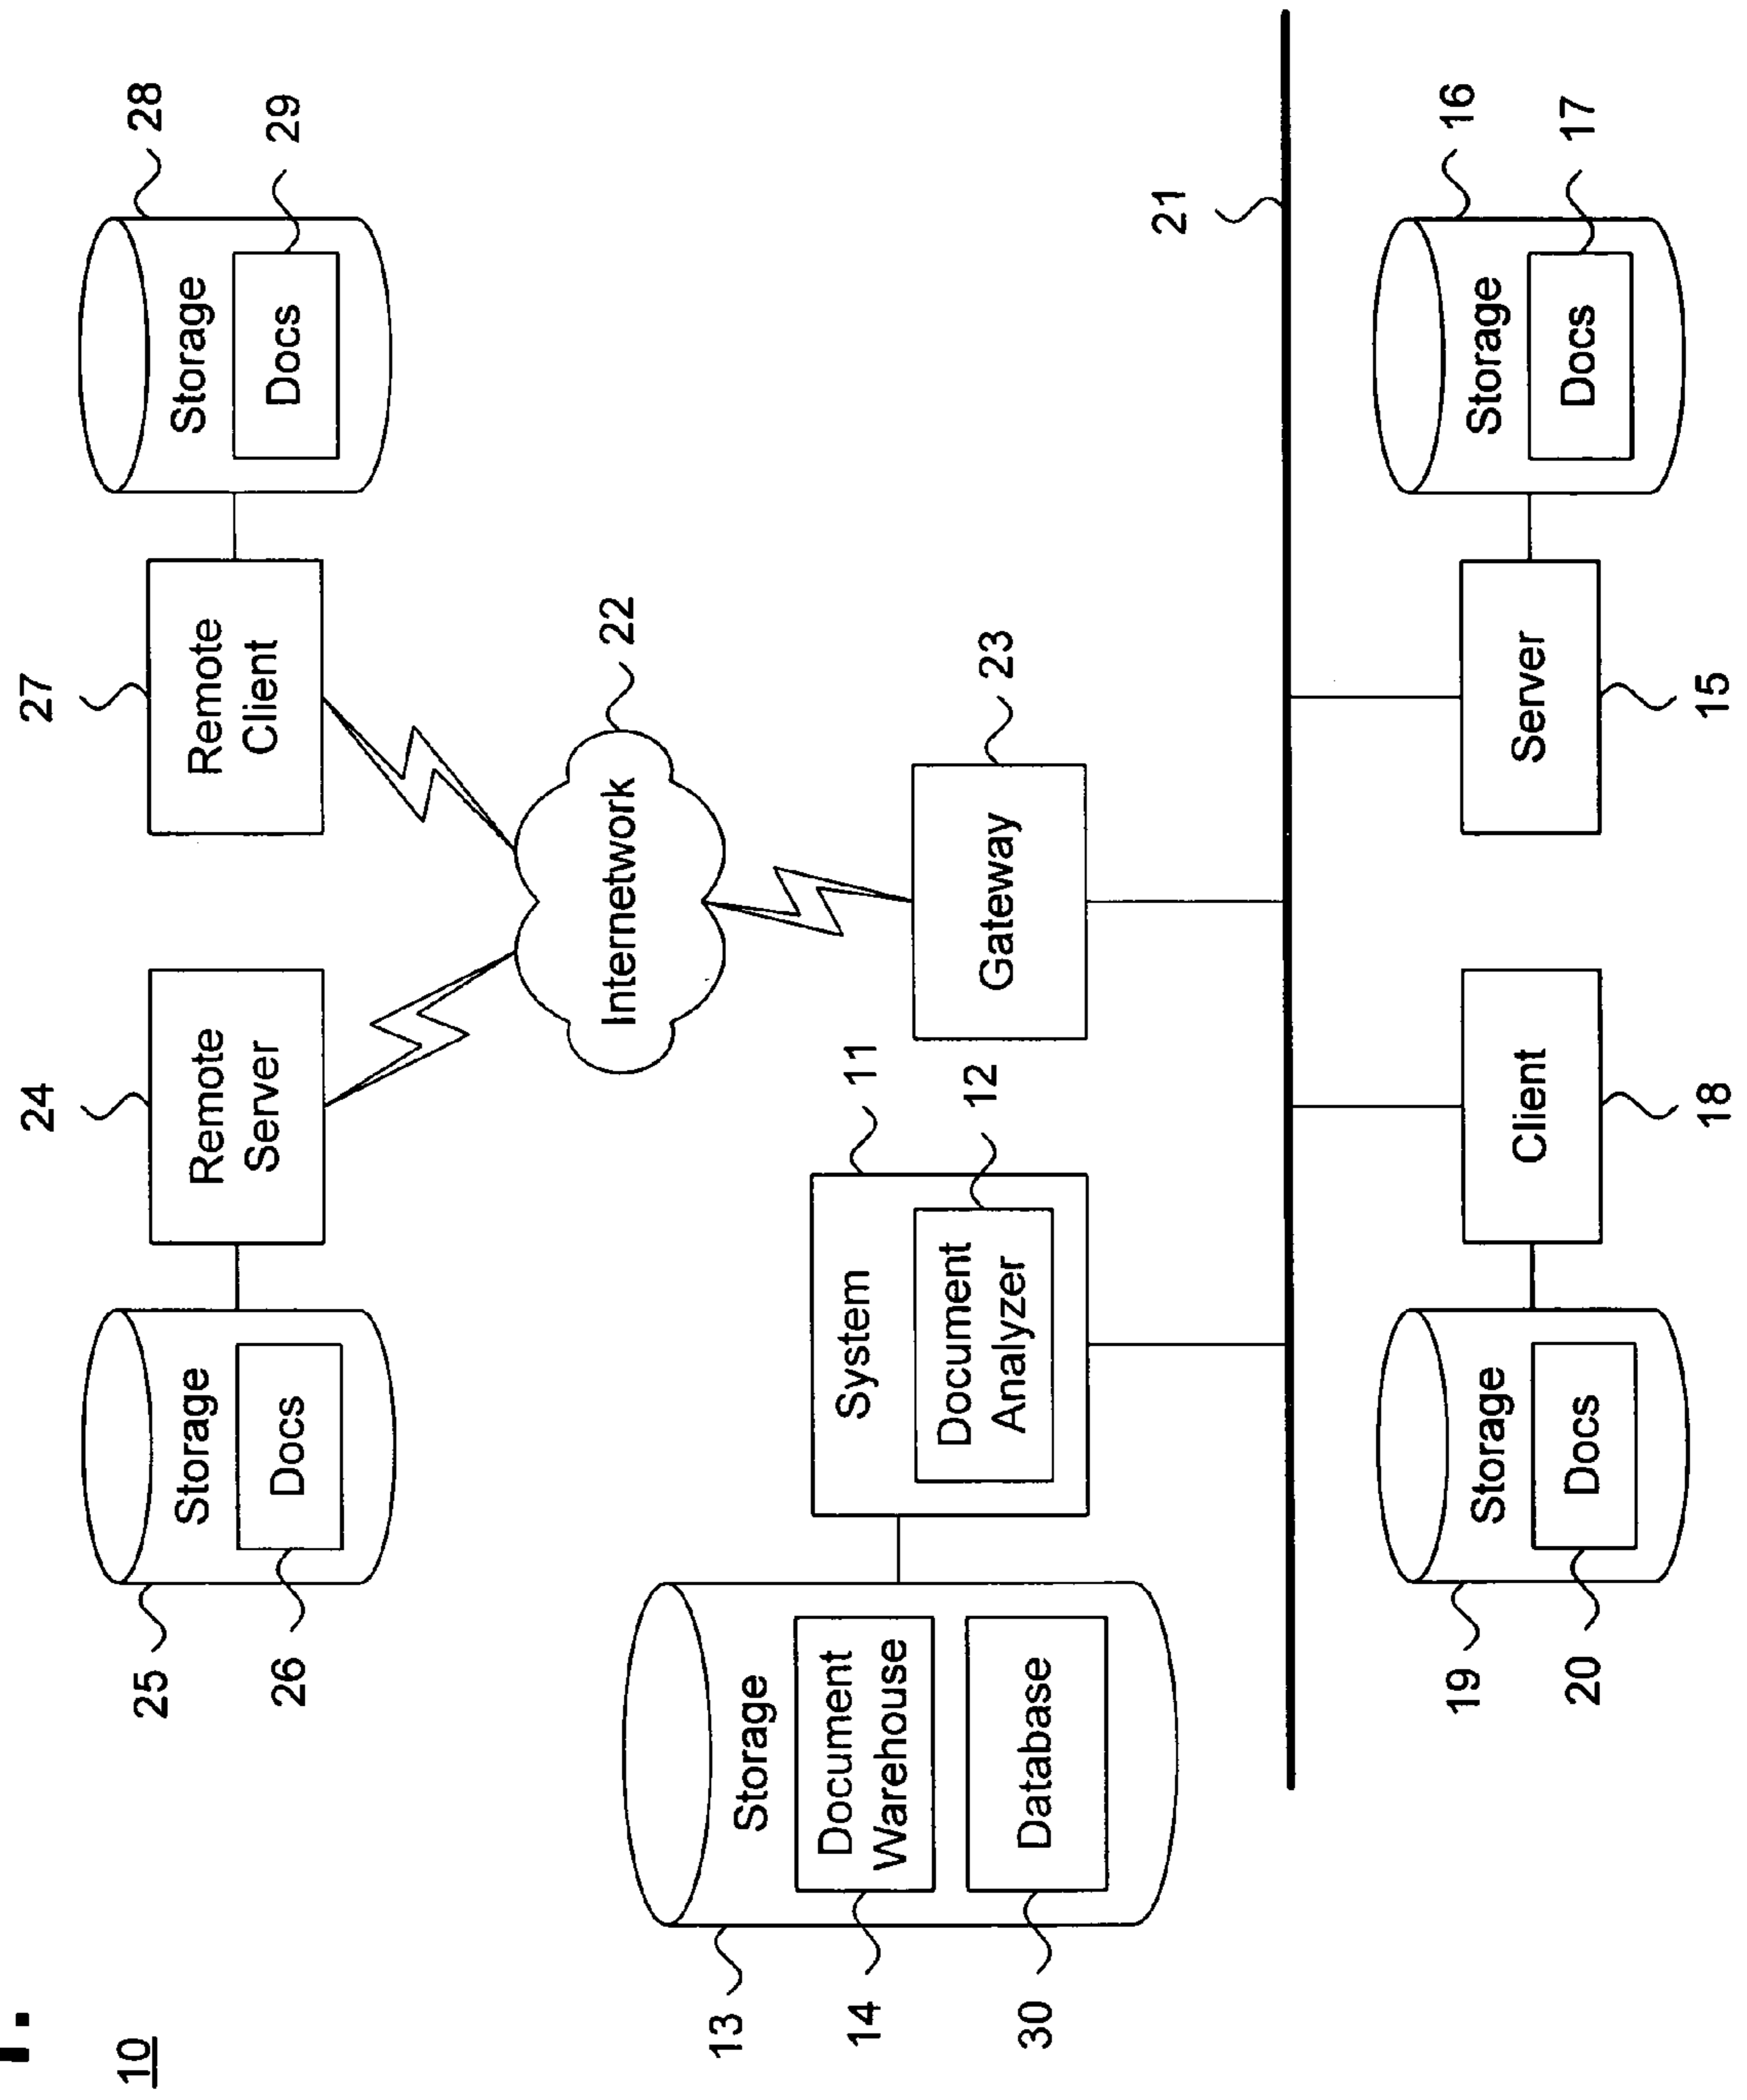 10
24
27
25
26
Storage
Docs
Remote
Server
Remote
Client
Storage
Docs
28
29
Internetwork
22
13
14
30
Storage
Document
Warehouse
Database
System
Document
Analyzer
11
12
Gateway
23
21
19
20
Storage
Docs
Client
18
Server
15
Storage
Docs
16
17